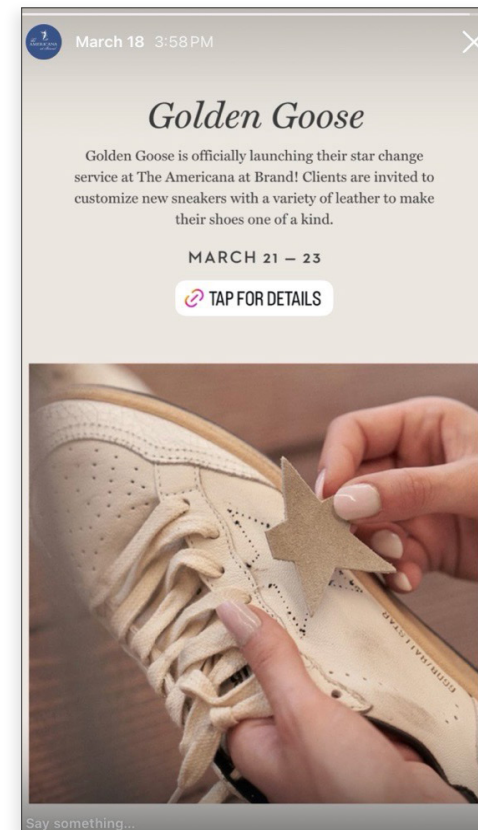 March 18 3:58 PM
Golden Goose
Golden Goose is officially launching their star change
service at The Americana at Brand! Clients are invited to
customize new sneakers with a variety of leather to make
their shoes one of a kind.
MARCH 21 – 23
TAP FOR DETAILS
Say something...